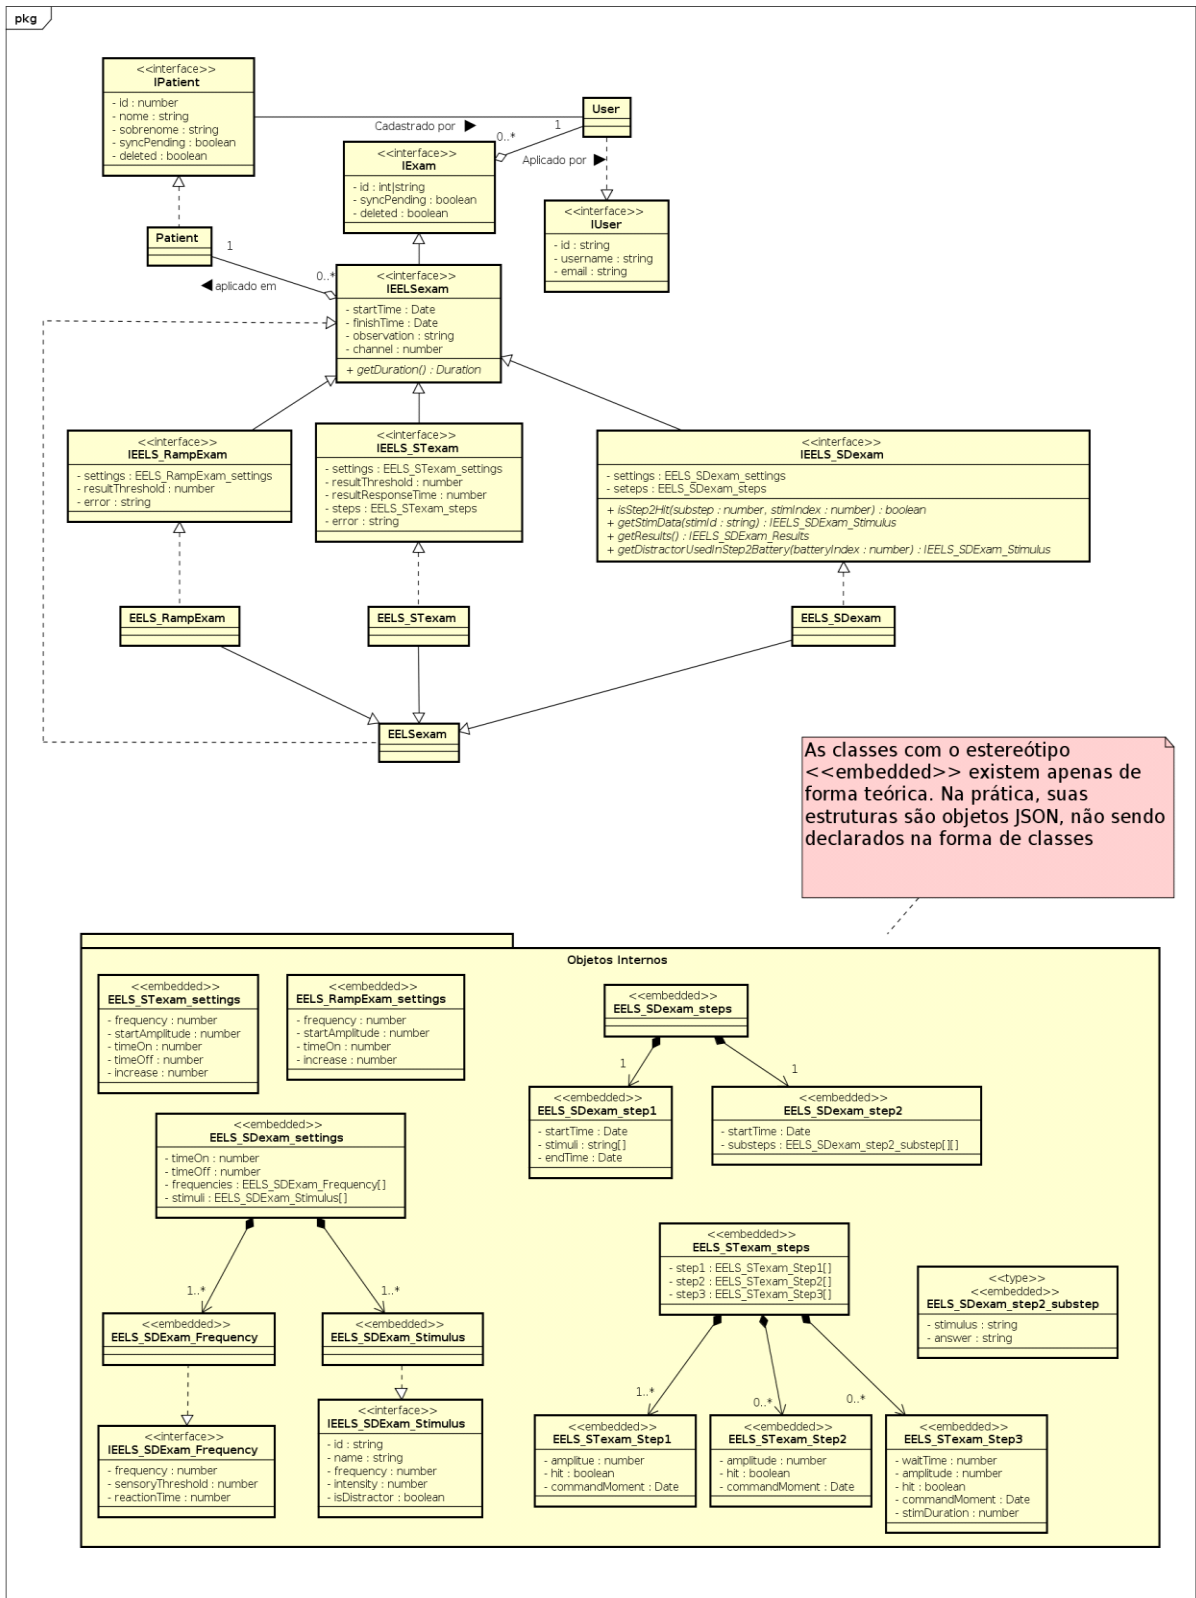 pkg
<<interface>>
IPatient
- id : number
- nome : string
- sobrenome : string
- syncPending : boolean
- deleted : boolean
User
Cadastrado por
1
0..*
Aplicado por
<<interface>>
IExam
- id : int|string
- syncPending : boolean
- deleted : boolean
<<interface>>
IUser
- id : string
- username : string
- email : string
Patient
1
0..*
aplicado em
<<interface>>
IEELSexam
- startTime : Date
- finishTime : Date
- observation : string
- channel : number
+ getDuration() : Duration
<<interface>>
IEELS_RampExam
- settings : EELS_RampExam_settings
- resultThreshold : number
- error : string
<<interface>>
IEELS_STexam
- settings : EELS_STexam_settings
- resultThreshold : number
- resultResponseTime : number
- steps : EELS_STexam_steps
- error : string
<<interface>>
IEELS_SDexam
- settings : EELS_SDexam_settings
- seteps : EELS_SDexam_steps
+ isStep2Hit(substep : number, stimIndex : number) : boolean
+ getStimData(stimId : string) : IEELS_SDExam_Stimulus
+ getResults() : IEELS_SDExam_Results
+ getDistractorUsedInStep2Battery(batteryIndex : number) : IEELS_SDExam_Stimulus
EELS_RampExam
EELS_STexam
EELS_SDexam
EELSexam
As classes com o estereótipo
<<embedded>> existem apenas de
forma teórica. Na prática, suas
estruturas são objetos JSON, não sendo
declarados na forma de classes
Objetos Internos
<<embedded>>
EELS_STexam_settings
- frequency : number
- startAmplitude : number
- timeOn : number
- timeOff : number
- increase : number
<<embedded>>
EELS_RampExam_settings
- frequency : number
- startAmplitude : number
- timeOn : number
- increase : number
<<embedded>>
EELS_SDexam_steps
1
1
<<embedded>>
EELS_SDexam_step1
- startTime : Date
- stimuli : string[]
- endTime : Date
<<embedded>>
EELS_SDexam_step2
- startTime : Date
- substeps : EELS_SDexam_step2_substep[][]
<<embedded>>
EELS_SDexam_settings
- timeOn : number
- timeOff : number
- frequencies : EELS_SDExam_Frequency[]
- stimuli : EELS_SDExam_Stimulus[]
1..*
1..*
<<embedded>>
EELS_SDExam_Frequency
<<embedded>>
EELS_SDExam_Stimulus
<<interface>>
IEELS_SDExam_Frequency
- frequency : number
- sensoryThreshold : number
- reactionTime : number
<<interface>>
IEELS_SDExam_Stimulus
- id : string
- name : string
- frequency : number
- intensity : number
- isDistractor : boolean
<<embedded>>
EELS_STexam_steps
- step1 : EELS_STexam_Step1[]
- step2 : EELS_STexam_Step2[]
- step3 : EELS_STexam_Step3[]
<<type>>
<<embedded>>
EELS_SDexam_step2_substep
- stimulus : string
- answer : string
1..*
0..*
0..*
<<embedded>>
EELS_STexam_Step1
- amplitue : number
- hit : boolean
- commandMoment : Date
<<embedded>>
EELS_STexam_Step2
- amplitude : number
- hit : boolean
- commandMoment : Date
<<embedded>>
EELS_STexam_Step3
- waitTime : number
- amplitude : number
- hit : boolean
- commandMoment : Date
- stimDuration : number